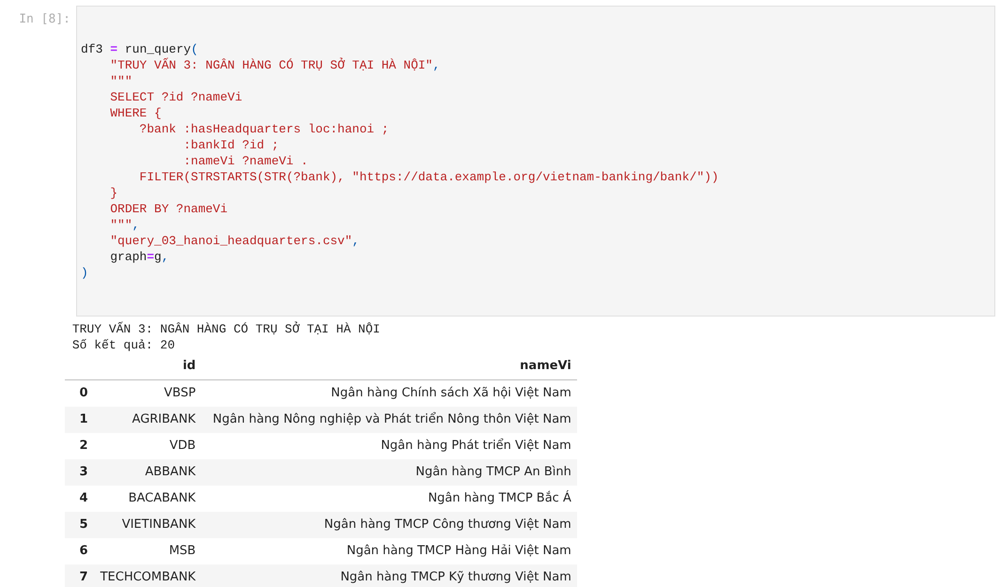 In [8]:
df3 = run_query(
    "TRUY VẤN 3: NGÂN HÀNG CÓ TRỤ SỞ TẠI HÀ NỘI",
    """
    SELECT ?id ?nameVi
    WHERE {
        ?bank :hasHeadquarters loc:hanoi ;
              :bankId ?id ;
              :nameVi ?nameVi .
        FILTER(STRSTARTS(STR(?bank), "https://data.example.org/vietnam-banking/bank/"))
    }
    ORDER BY ?nameVi
    """,
    "query_03_hanoi_headquarters.csv",
    graph=g,
)
TRUY VẤN 3: NGÂN HÀNG CÓ TRỤ SỞ TẠI HÀ NỘI
Số kết quả: 20
id nameVi
0 VBSP Ngân hàng Chính sách Xã hội Việt Nam
1 AGRIBANK Ngân hàng Nông nghiệp và Phát triển Nông thôn Việt Nam
2 VDB Ngân hàng Phát triển Việt Nam
3 ABBANK Ngân hàng TMCP An Bình
4 BACABANK Ngân hàng TMCP Bắc Á
5 VIETINBANK Ngân hàng TMCP Công thương Việt Nam
6 MSB Ngân hàng TMCP Hàng Hải Việt Nam
7 TECHCOMBANK Ngân hàng TMCP Kỹ thương Việt Nam